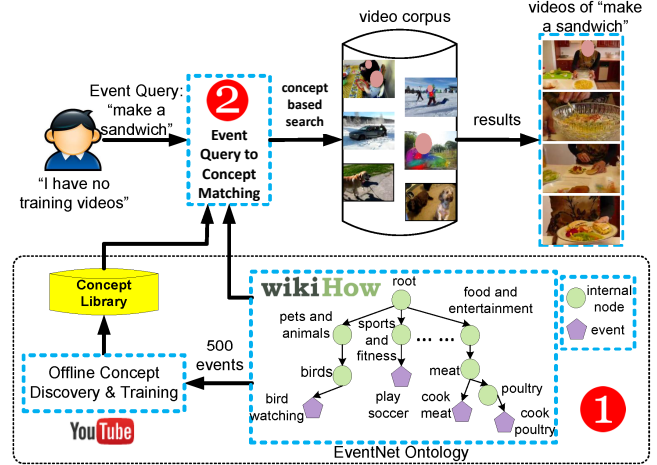 video corpus
videos of “make
a sandwich”
Event Query:
“make a
sandwich”
“I have no
training videos”
2
Event
Query to
Concept
Matching
concept
based
search
results
Concept
Library
Offline Concept
Discovery & Training
YouTube
500
events
wikiHow
root
pets and
animals
sports
and
fitness
... ...
food and
entertainment
birds
meat
poultry
bird
watching
play
soccer
cook
meat
cook
poultry
internal
node
event
1
EventNet Ontology